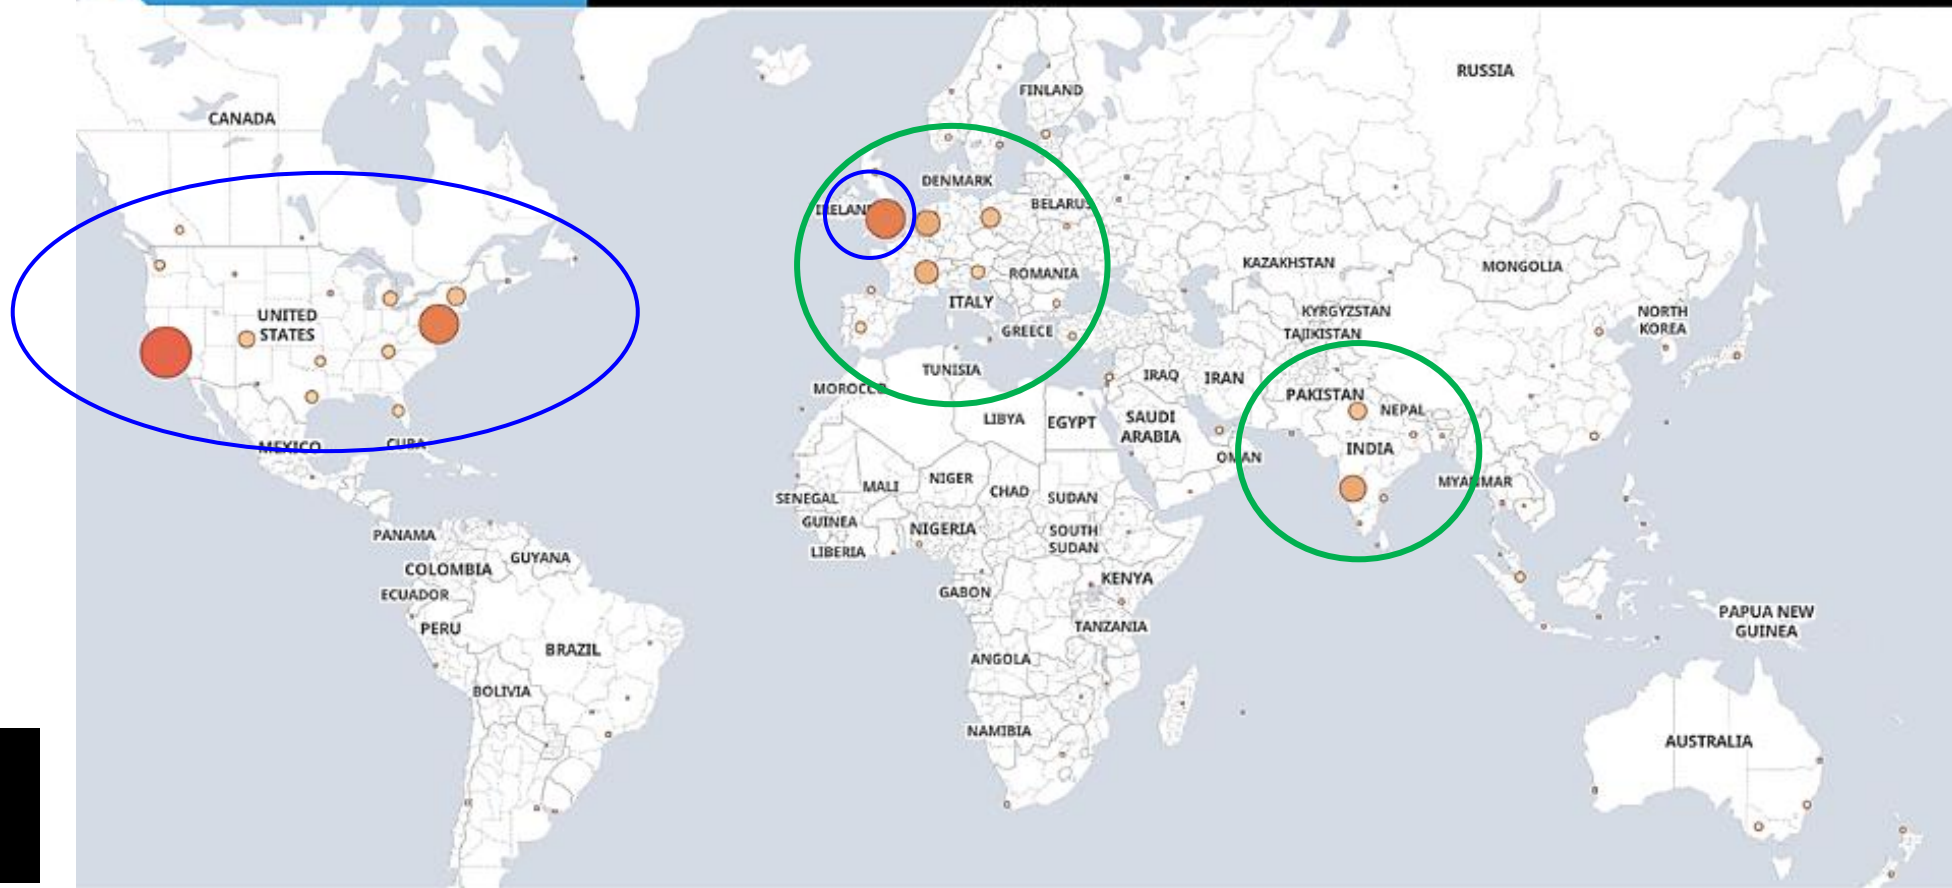 RUSSIA
FINLAND
CANADA
DENMARK
BELARUS
IRELAND
KAZAKHSTAN
MONGOLIA
ROMANIA
ITALY
UNITED
STATES
KYRGYZSTAN
NORTH
KOREA
GREECE
TAJIKISTAN
TUNISIA
IRAQ
IRAN
MOROCCO
PAKISTAN
NEPAL
LIBYA
EGYPT
SAUDI
ARABIA
MEXICO
CUBA
INDIA
OMAN
NIGER
MALI
CHAD
MYANMAR
SENEGAL
SUDAN
GUINEA
NIGERIA
SOUTH
SUDAN
PANAMA
LIBERIA
GUYANA
COLOMBIA
KENYA
ECUADOR
GABON
PERU
TANZANIA
PAPUA NEW
GUINEA
BRAZIL
ANGOLA
BOLIVIA
NAMIBIA
AUSTRALIA